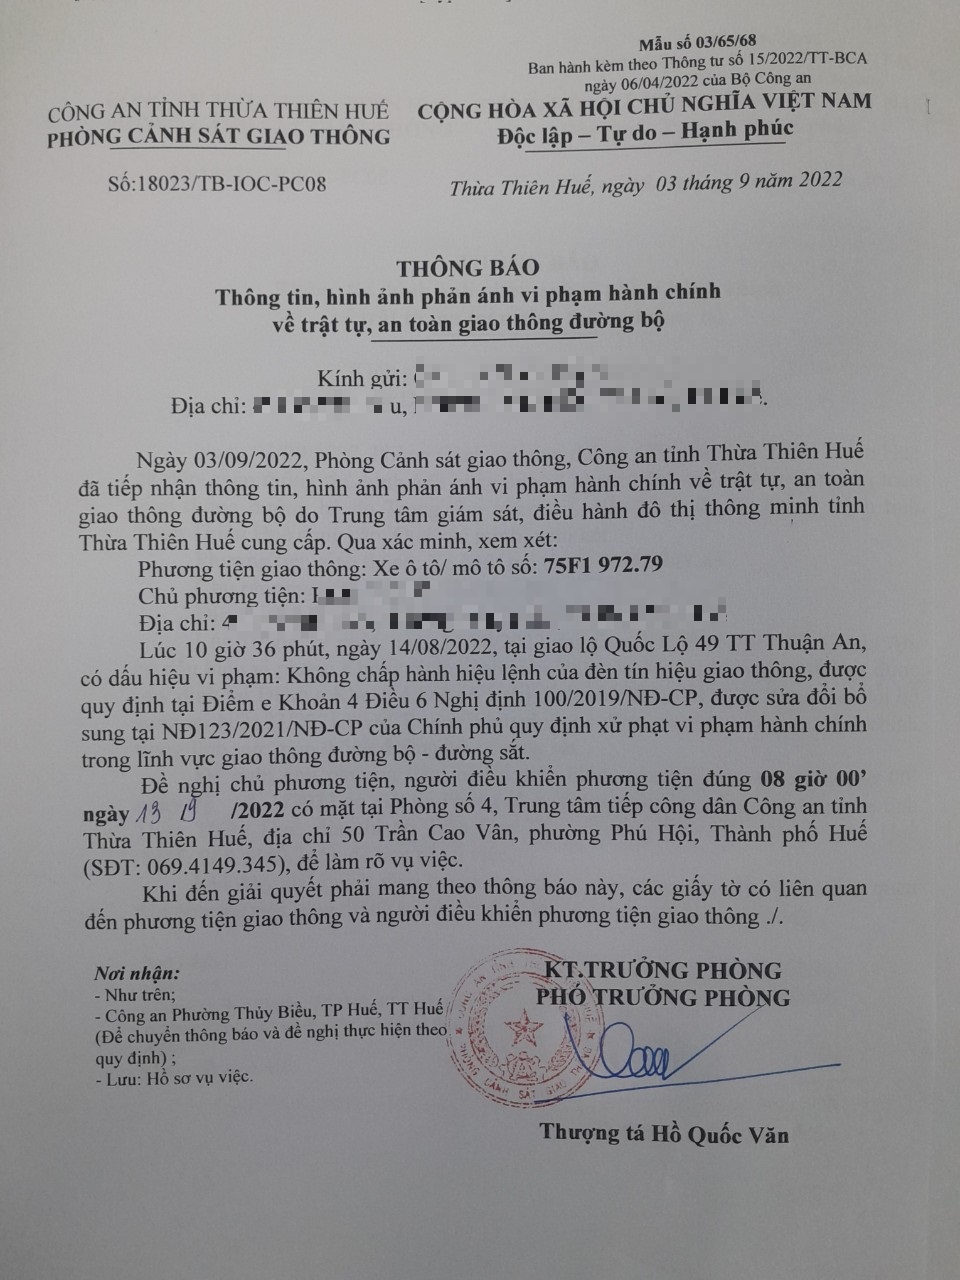 Mẫu số 03/65/68
Ban hành kèm theo Thông tư số 15/2022/TT-BCA
ngày 06/04/2022 của Bộ Công an
CÔNG AN TỈNH THỪA THIÊN HUẾ
PHÒNG CẢNH SÁT GIAO THÔNG
CỘNG HÒA XÃ HỘI CHỦ NGHĨA VIỆT NAM
Độc lập – Tự do – Hạnh phúc
Số:18023/TB-IOC-PC08
Thừa Thiên Huế, ngày 03 tháng 9 năm 2022
THÔNG BÁO
Thông tin, hình ảnh phản ánh vi phạm hành chính
về trật tự, an toàn giao thông đường bộ
Kính gửi:
Địa chỉ:
Ngày 03/09/2022, Phòng Cảnh sát giao thông, Công an tỉnh Thừa Thiên Huế
đã tiếp nhận thông tin, hình ảnh phản ánh vi phạm hành chính về trật tự, an toàn
giao thông đường bộ do Trung tâm giám sát, điều hành đô thị thông minh tỉnh
Thừa Thiên Huế cung cấp. Qua xác minh, xem xét:
Phương tiện giao thông: Xe ô tô/ mô tô số: 75F1 972.79
Chủ phương tiện:
Địa chỉ:
Lúc 10 giờ 36 phút, ngày 14/08/2022, tại giao lộ Quốc Lộ 49 TT Thuận An,
có dấu hiệu vi phạm: Không chấp hành hiệu lệnh của đèn tín hiệu giao thông, được
quy định tại Điểm e Khoản 4 Điều 6 Nghị định 100/2019/NĐ-CP, được sửa đổi bổ
sung tại NĐ123/2021/NĐ-CP của Chính phủ quy định xử phạt vi phạm hành chính
trong lĩnh vực giao thông đường bộ - đường sắt.
Đề nghị chủ phương tiện, người điều khiển phương tiện đúng 08 giờ 00’
ngày 13 /2022 có mặt tại Phòng số 4, Trung tâm tiếp công dân Công an tỉnh
Thừa Thiên Huế, địa chỉ 50 Trần Cao Vân, phường Phú Hội, Thành phố Huế
(SĐT: 069.4149.345), để làm rõ vụ việc.
Khi đến giải quyết phải mang theo thông báo này, các giấy tờ có liên quan
đến phương tiện giao thông và người điều khiển phương tiện giao thông ./.
Nơi nhận:
- Như trên;
- Công an Phường Thủy Biều, TP Huế, TT Huế
(Để chuyển thông báo và đề nghị thực hiện theo
quy định) ;
- Lưu: Hồ sơ vụ việc.
KT.TRƯỞNG PHÒNG
PHÓ TRƯỞNG PHÒNG
Thượng tá Hồ Quốc Văn